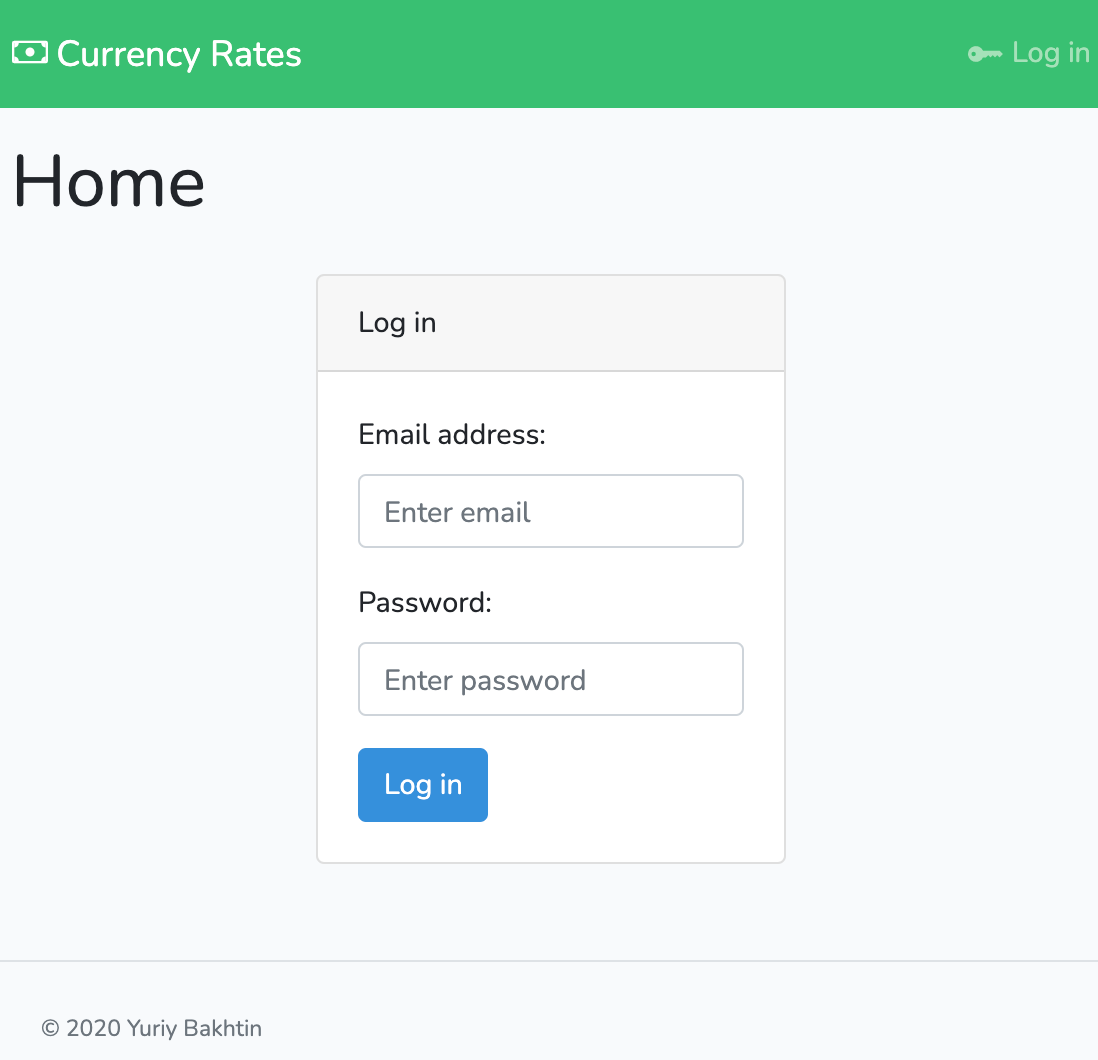 Currency Rates
Log in
Home
Log in
Email address:
Enter email
Password:
Enter password
Log in
© 2020 Yuriy Bakhtin